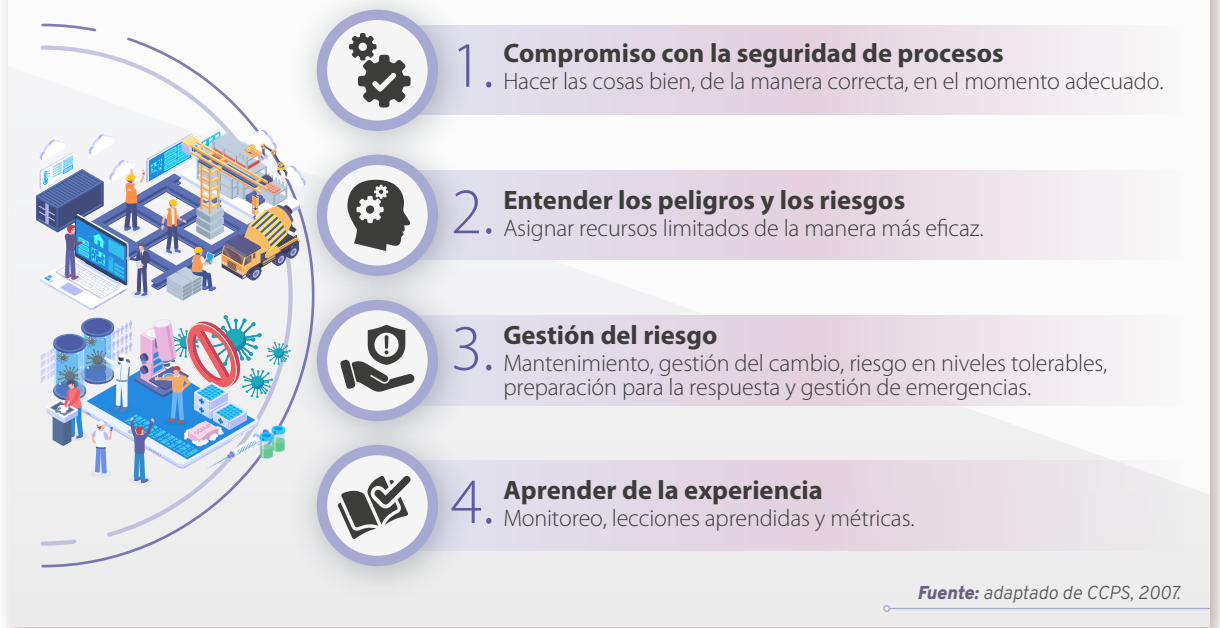 1. Compromiso con la seguridad de procesos
Hacer las cosas bien, de la manera correcta, en el momento adecuado.
2. Entender los peligros y los riesgos
Asignar recursos limitados de la manera más eficaz.
3. Gestión del riesgo
Mantenimiento, gestión del cambio, riesgo en niveles tolerables,
preparación para la respuesta y gestión de emergencias.
4. Aprender de la experiencia
Monitoreo, lecciones aprendidas y métricas.
Fuente: adaptado de CCPS, 2007.